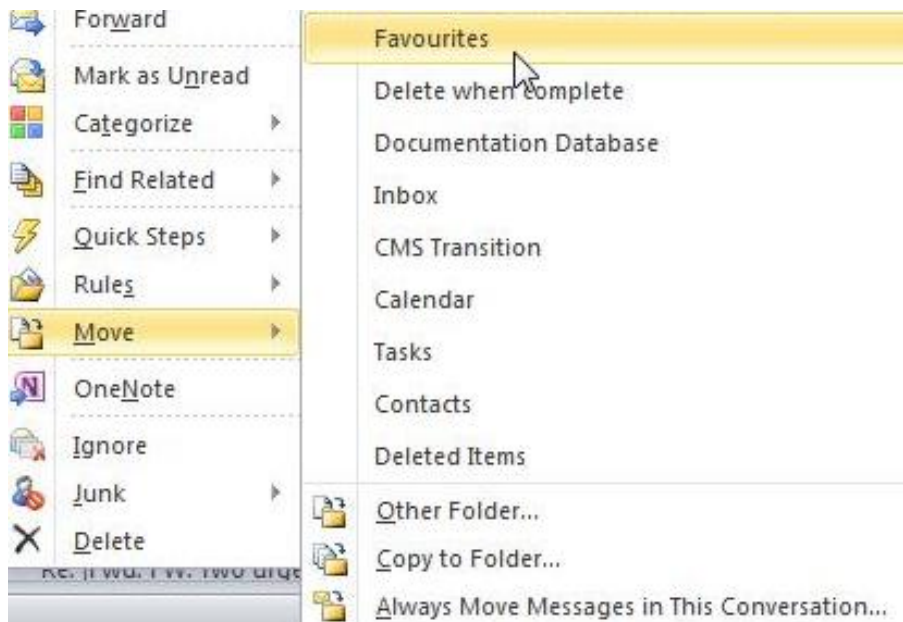 Forward
Mark as Unread
Categorize
Find Related
Quick Steps
Rules
Move
OneNote
Ignore
Junk
Delete
Favourites
Delete when complete
Documentation Database
Inbox
CMS Transition
Calendar
Tasks
Contacts
Deleted Items
Other Folder...
Copy to Folder...
Always Move Messages in This Conversation...